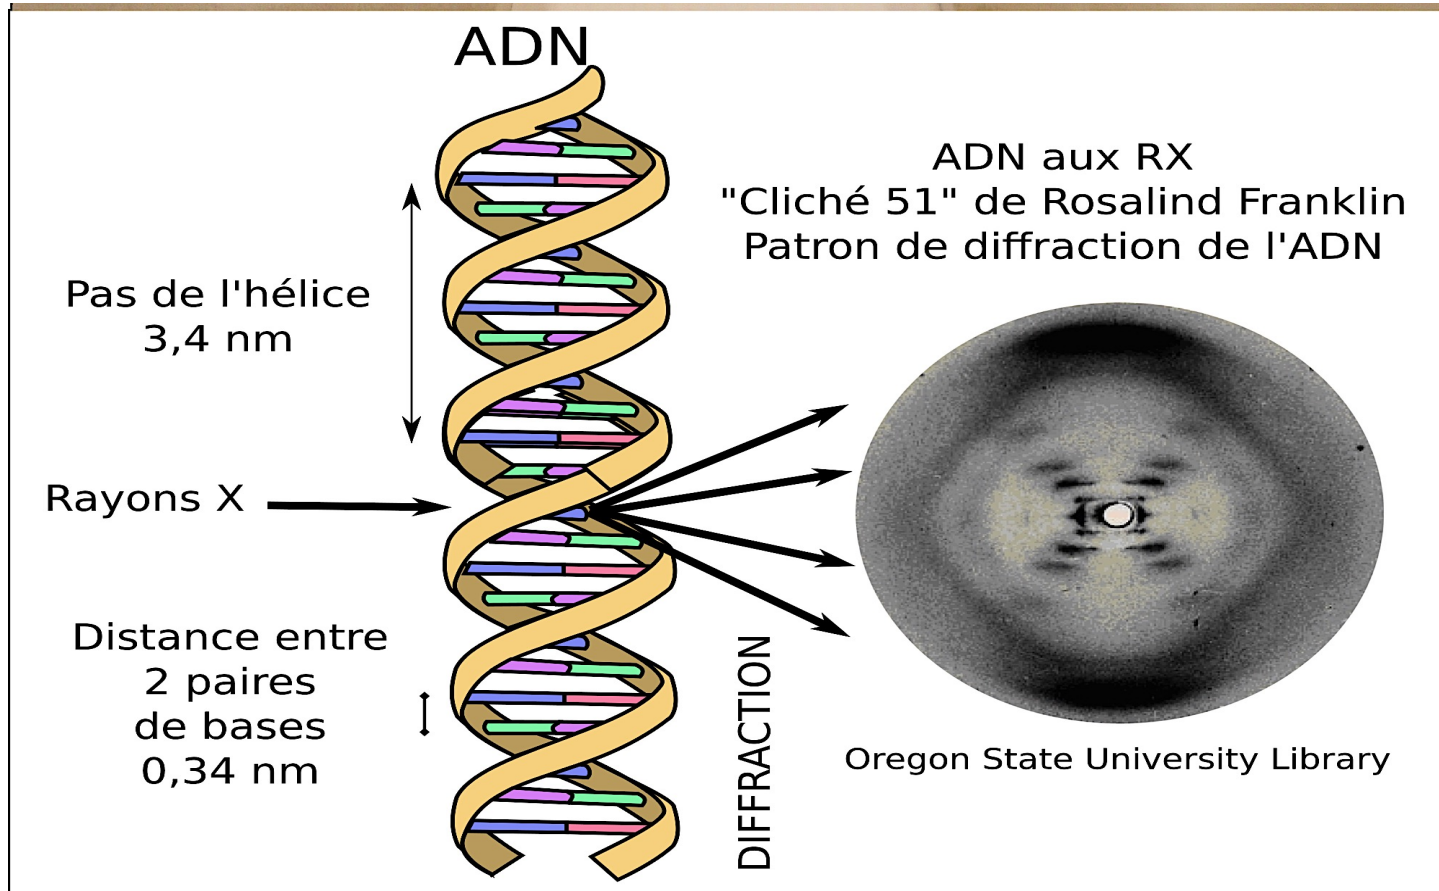 ADN
ADN aux RX
"Cliché 51" de Rosalind Franklin
Patron de diffraction de l'ADN
Pas de l'hélice
3,4 nm
Rayons X
Distance entre
2 paires
de bases
0,34 nm
DIFFRACTION
Oregon State University Library